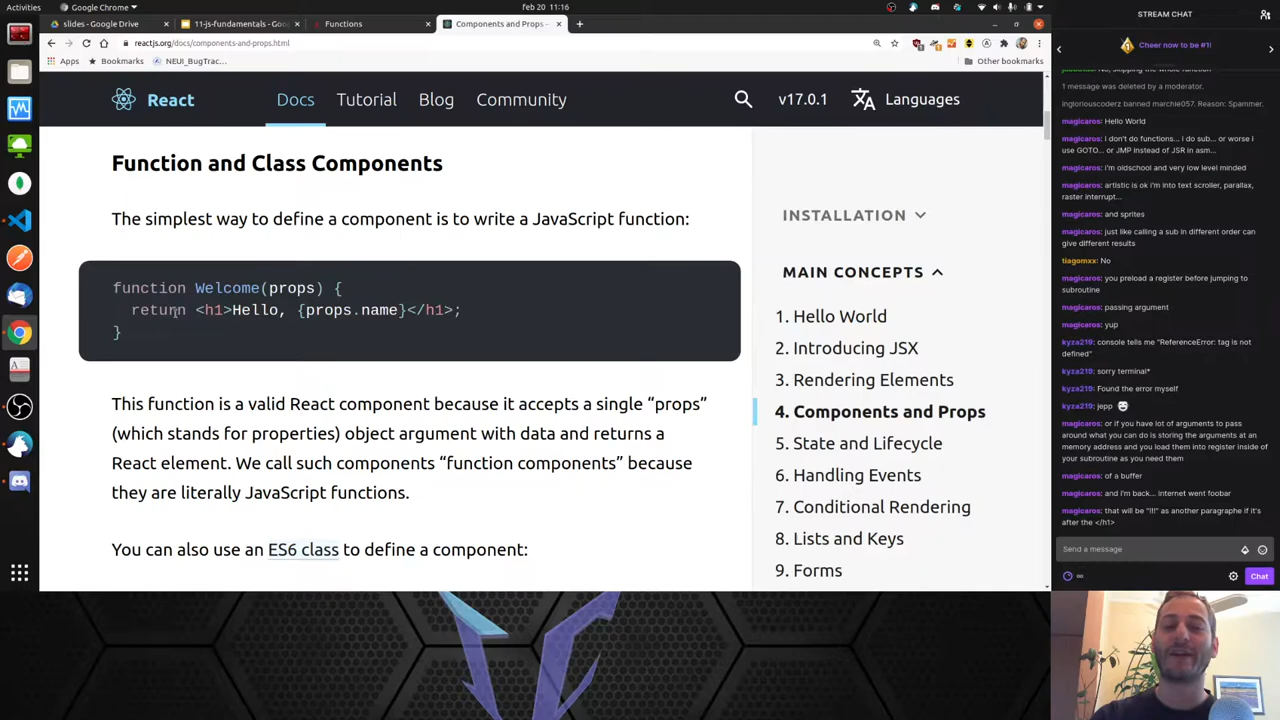 Activities
Google Chrome
feb 20 11:16
slides - Google Drive
11-js-fundamentals - Goog
Functions
Components and Props –
reactjs.org/docs/components-and-props.html
Apps
Bookmarks
NEUI_BugTrac...
Other bookmarks
React
Docs
Tutorial
Blog
Community
v17.0.1
Languages
Function and Class Components
The simplest way to define a component is to write a JavaScript function:
function Welcome(props) {
return <h1>Hello, {props.name}</h1>;
}
This function is a valid React component because it accepts a single “props”
(which stands for properties) object argument with data and returns a
React element. We call such components “function components” because
they are literally JavaScript functions.
You can also use an ES6 class to define a component:
INSTALLATION
MAIN CONCEPTS
1. Hello World
2. Introducing JSX
3. Rendering Elements
4. Components and Props
5. State and Lifecycle
6. Handling Events
7. Conditional Rendering
8. Lists and Keys
9. Forms
STREAM CHAT
Cheer now to be #1!
No, skipping the whole function
1 message was deleted by a moderator.
ingloriouscoderz banned marchie057. Reason: Spammer.
magicaros: Hello World
magicaros: i don't do functions... i do sub... or worse i
use GOTO... or JMP instead of JSR in asm...
magicaros: i'm oldschool and very low level minded
magicaros: artistic is ok i'm into text scroller, parallax,
raster interrupt...
magicaros: and sprites
magicaros: just like calling a sub in different order can
give different results
tiagomxx: No
magicaros: you preload a register before jumping to
subroutine
magicaros: passing argument
magicaros: yup
kyza219: console tells me "ReferenceError: tag is not
defined"
kyza219: sorry terminal*
kyza219: Found the error myself
kyza219: jepp
magicaros: or if you have lot of arguments to pass
around what you can do is storing the arguments at an
memory address and you load them into register inside of
your subroutine as you need them
magicaros: of a buffer
magicaros: and i'm back... internet went foobar
magicaros: that will be "!!!" as another paragraphe if it's
after the </h1>
Send a message
Chat